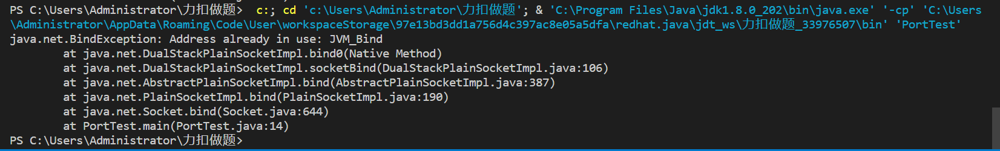 PS C:\Users\Administrator\力扣做题>  c:; cd 'c:\Users\Administrator\力扣做题'; & 'C:\Program Files\Java\jdk1.8.0_202\bin\java.exe' '-cp' 'C:\Users
\Administrator\AppData\Roaming\Code\User\workspaceStorage\97e13bd3dd1a756d4c397ac8e05a5dfa\redhat.java\jdt_ws\力扣做题_33976507\bin' 'PortTest'
java.net.BindException: Address already in use: JVM_Bind
        at java.net.DualStackPlainSocketImpl.bind0(Native Method)
        at java.net.DualStackPlainSocketImpl.socketBind(DualStackPlainSocketImpl.java:106)
        at java.net.AbstractPlainSocketImpl.bind(AbstractPlainSocketImpl.java:387)
        at java.net.PlainSocketImpl.bind(PlainSocketImpl.java:190)
        at java.net.Socket.bind(Socket.java:644)
        at PortTest.main(PortTest.java:14)
PS C:\Users\Administrator\力扣做题>